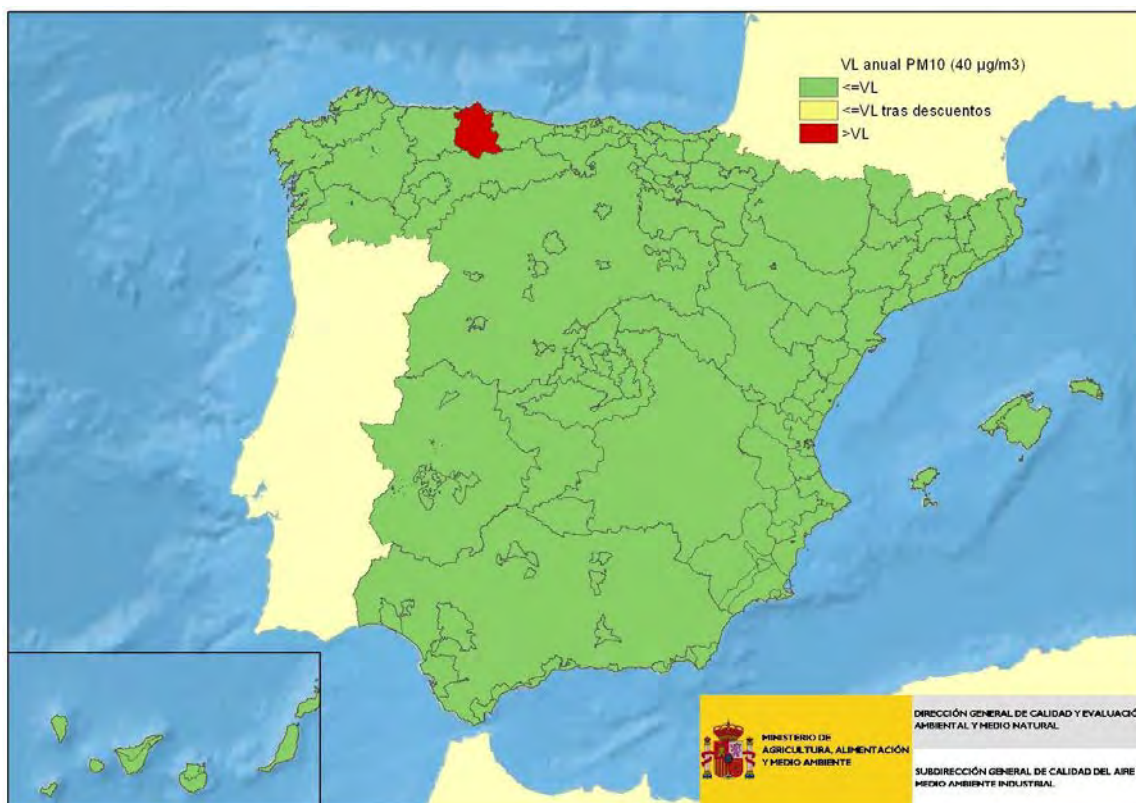 VL anual PM10 (40 µg/m3)
<=VL
<=VL tras descuentos
>VL
MINISTERIO DE
AGRICULTURA, ALIMENTACIÓN
Y MEDIO AMBIENTE
DIRECCIÓN GENERAL DE CALIDAD Y EVALUACIÓ
AMBIENTAL Y MEDIO NATURAL
SUBDIRECCIÓN GENERAL DE CALIDAD DEL AIRE
MEDIO AMBIENTE INDUSTRIAL